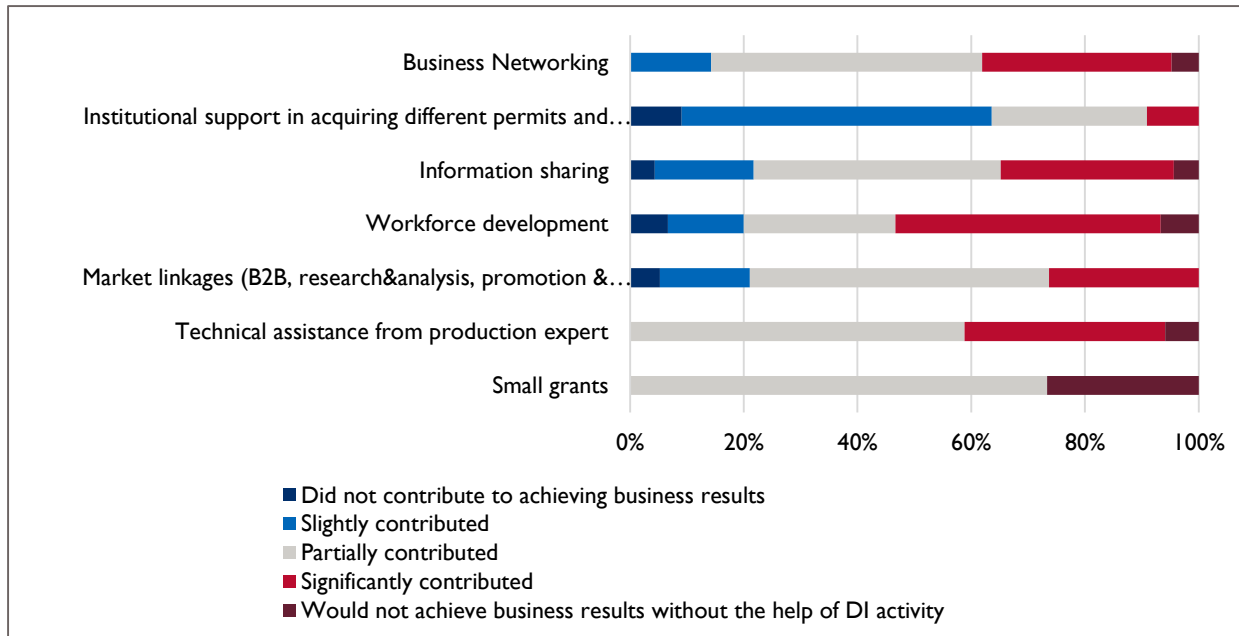 Business Networking
Institutional support in acquiring different permits and…
Information sharing
Workforce development
Market linkages (B2B, research&analysis, promotion &…
Technical assistance from production expert
Small grants
0% 20% 40% 60% 80% 100%
Did not contribute to achieving business results
Slightly contributed
Partially contributed
Significantly contributed
Would not achieve business results without the help of DI activity